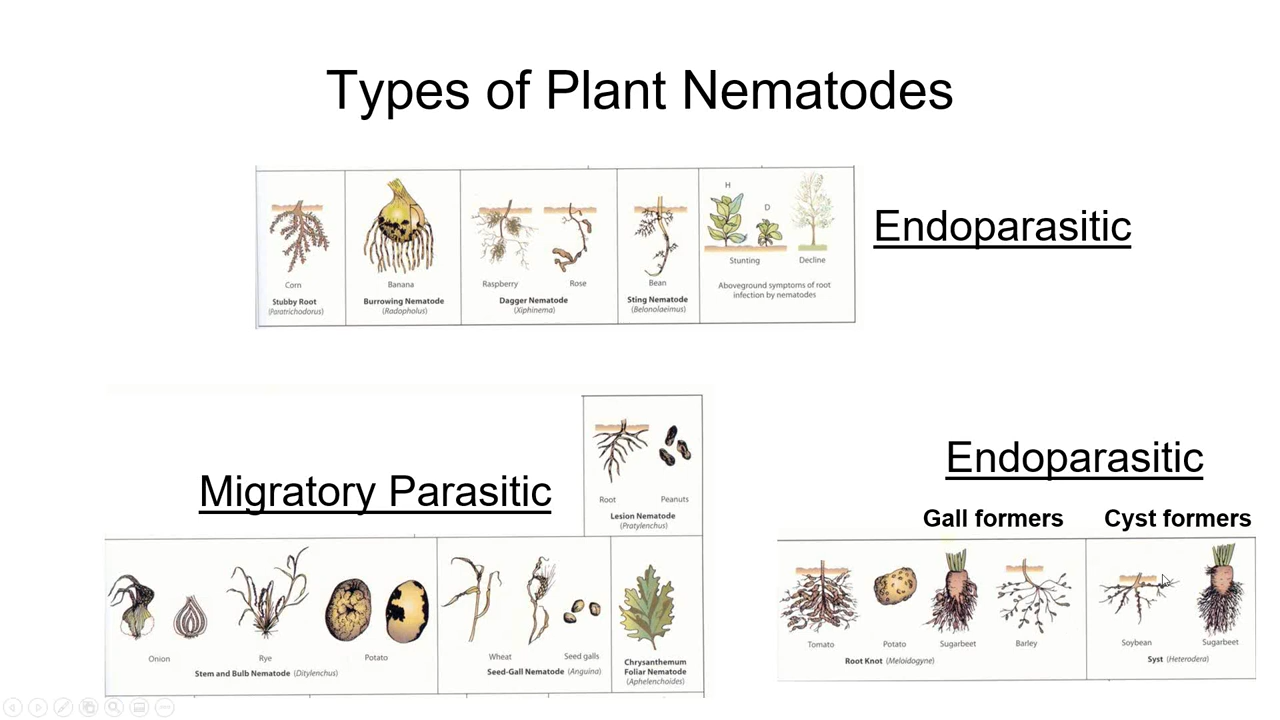 Types of Plant Nematodes
H
D
Stunting
Decline
Corn
Banana
Raspberry
Rose
Bean
Aboveground symptoms of root
infection by nematodes
Stubby Root
(Paratrichodorus)
Burrowing Nematode
(Radopholus)
Dagger Nematode
(Xiphinema)
Sting Nematode
(Belonolaeimus)
Endoparasitic
Migratory Parasitic
Root
Peanuts
Lesion Nematode
(Pratylenchus)
Onion
Rye
Potato
Stem and Bulb Nematode (Ditylenchus)
Wheat
Seed galls
Seed-Gall Nematode (Anguina)
Chrysanthemum
Foliar Nematode
(Aphelenchoides)
Endoparasitic
Gall formers
Cyst formers
Tomato
Potato
Sugarbeet
Barley
Root Knot (Meloidogyne)
Soybean
Sugarbeet
Syst (Heterodera)